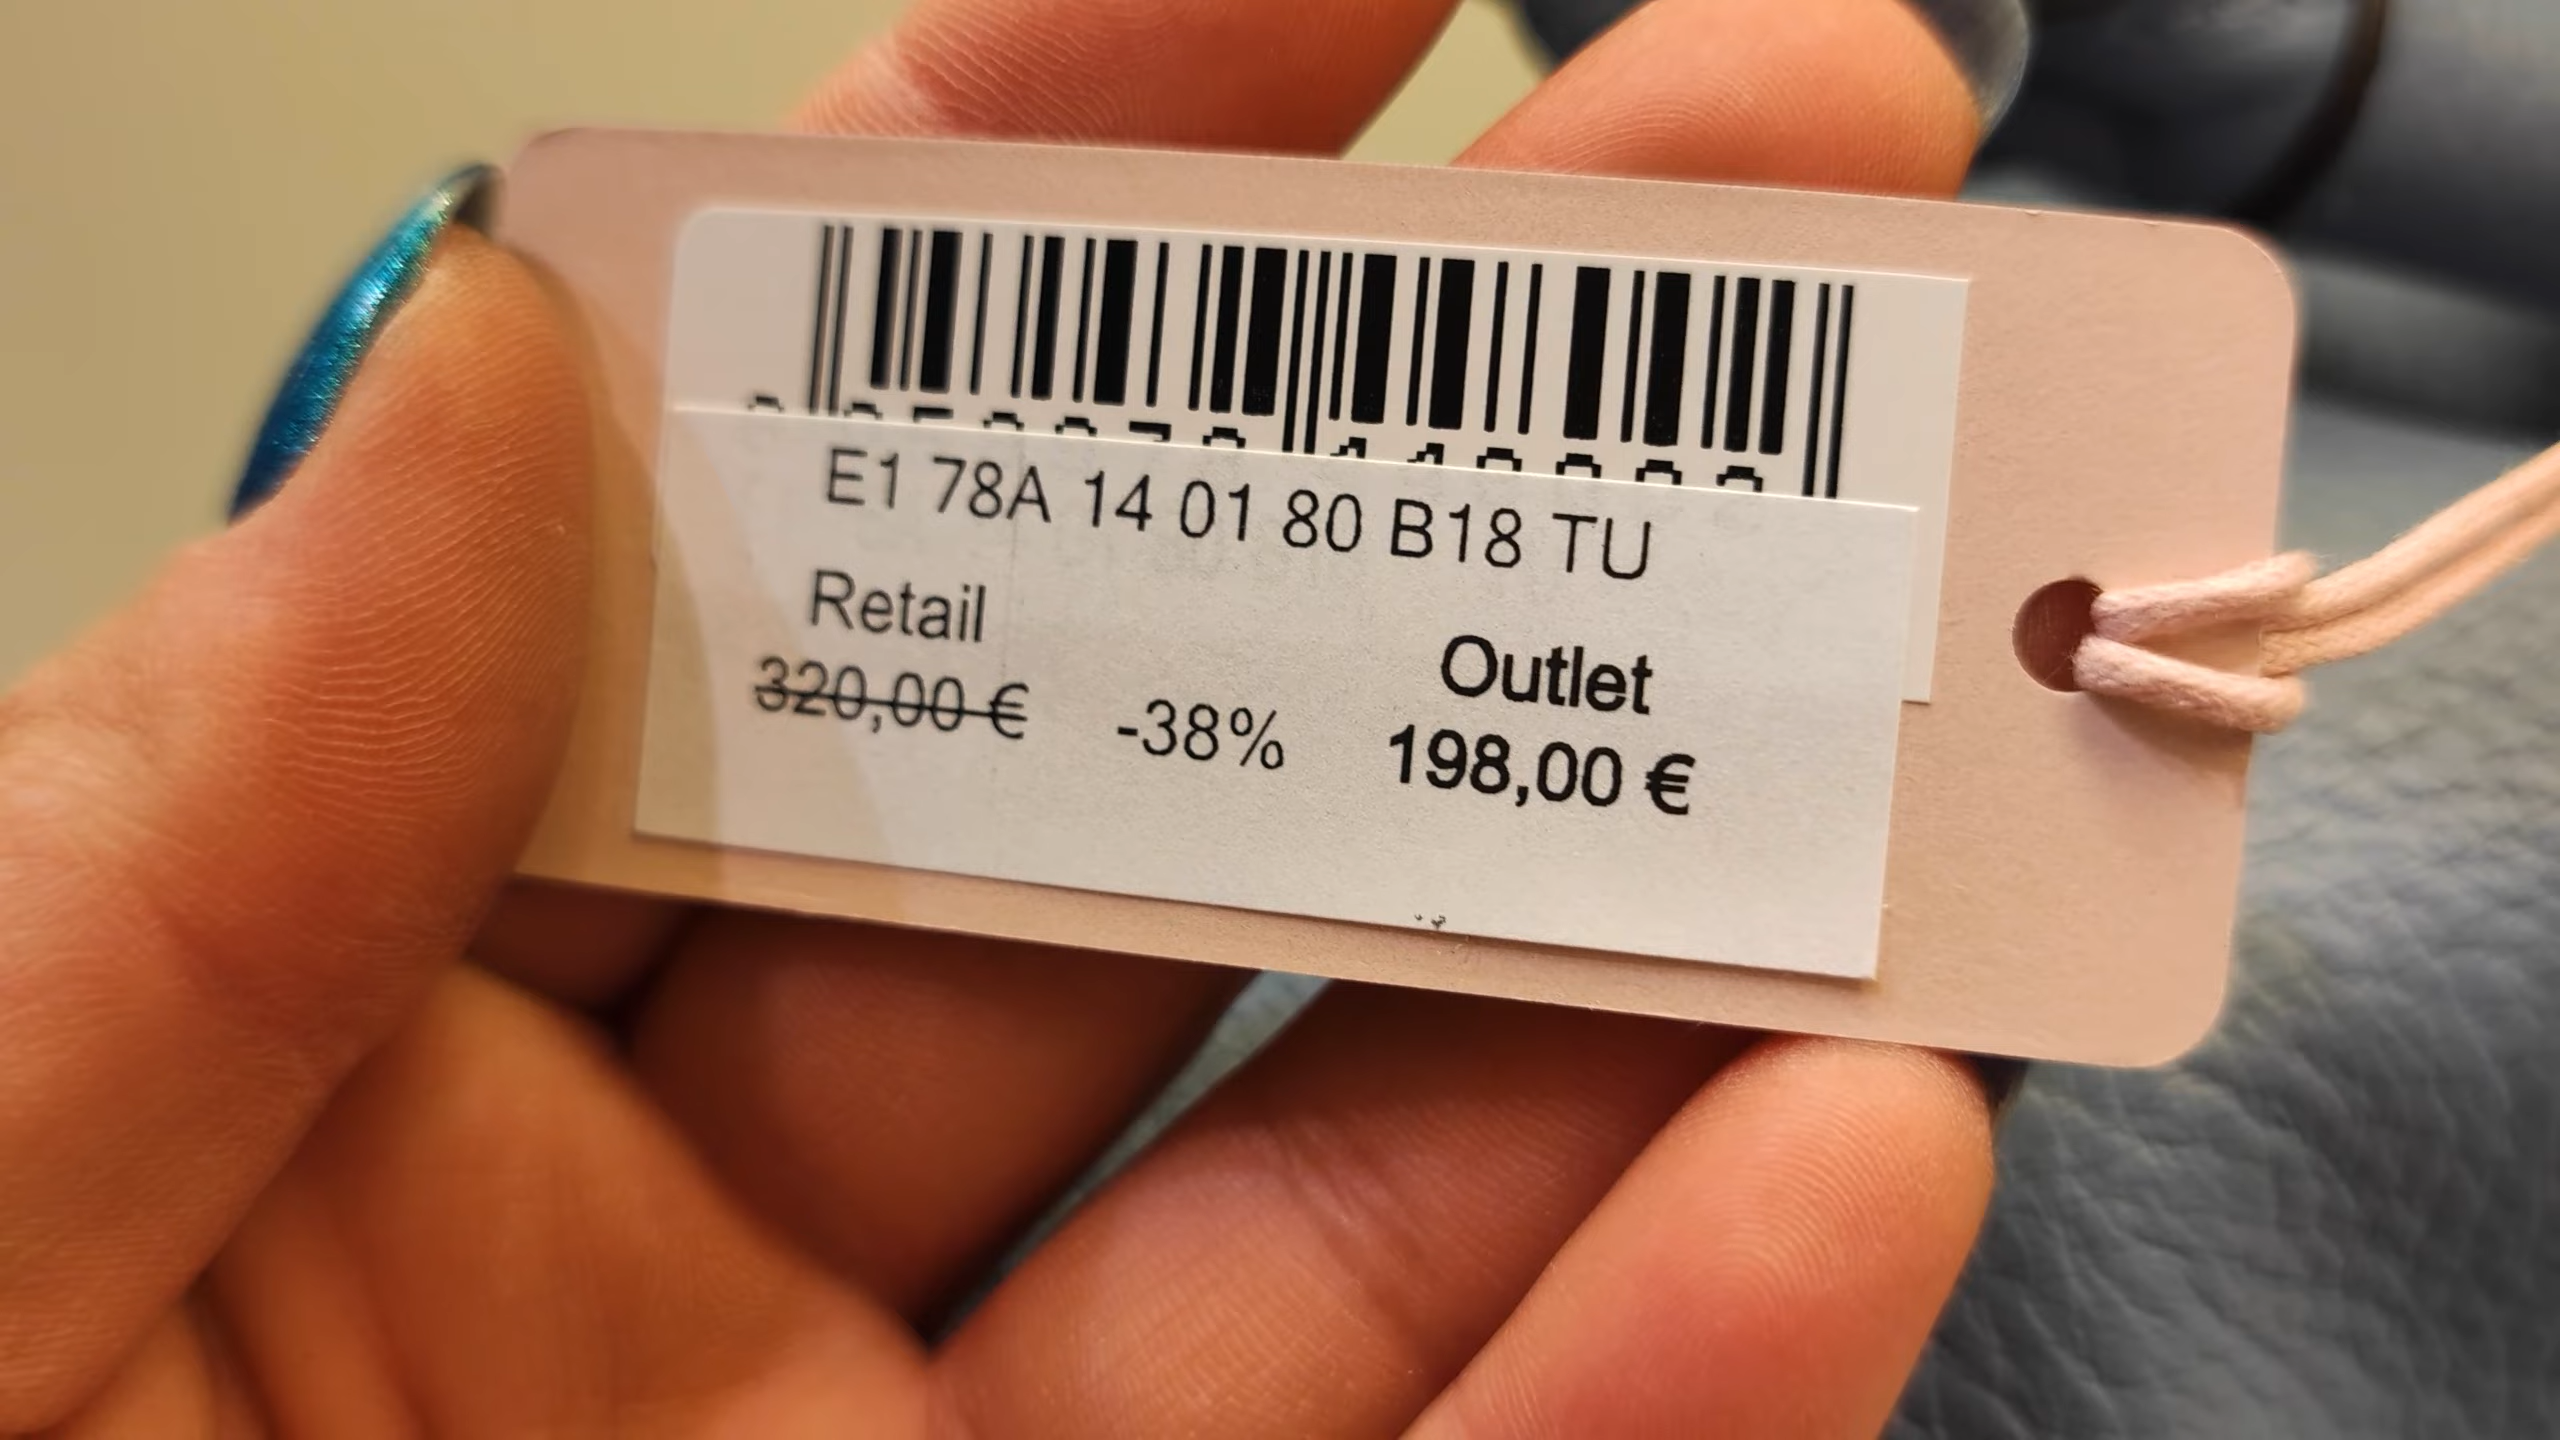 E1 78A 14 01 80 B18 TU
Retail
Outlet
320,00 € -38% 198,00 €